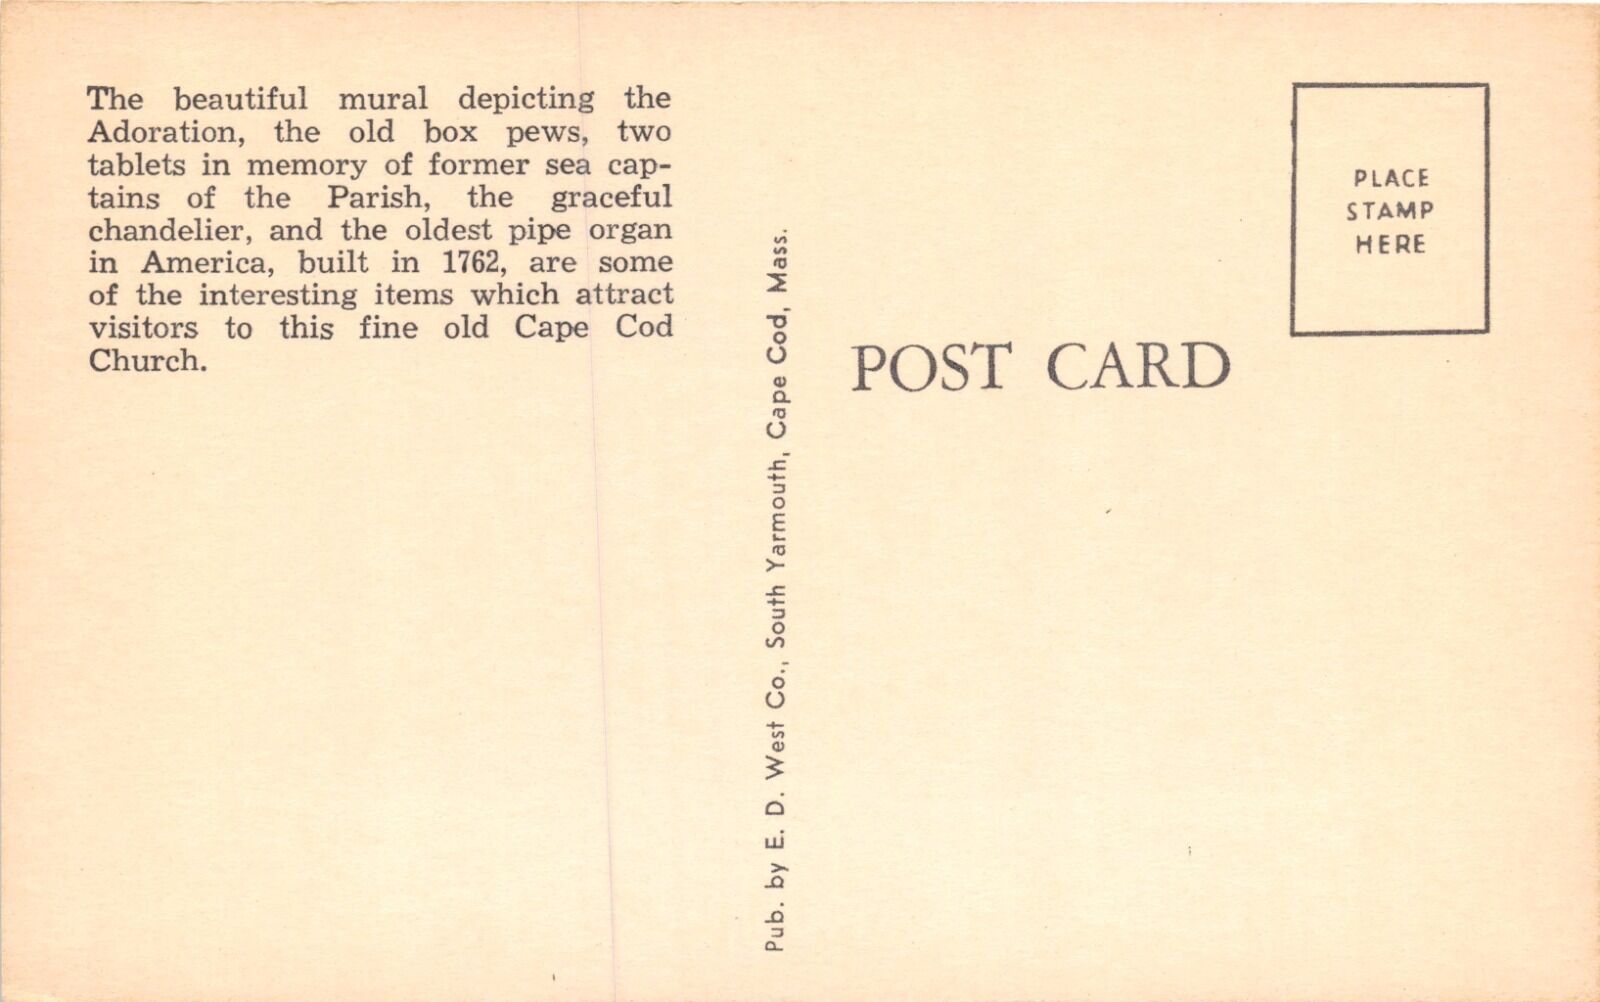 The beautiful mural depicting the
Adoration, the old box pews, two
tablets in memory of former sea cap-
tains of the Parish, the graceful
chandelier, and the oldest pipe organ
in America, built in 1762, are some
of the interesting items which attract
visitors to this fine old Cape Cod
Church.
Pub. by E. D. West Co., South Yarmouth, Cape Cod, Mass.
PLACE
STAMP
HERE
POST CARD